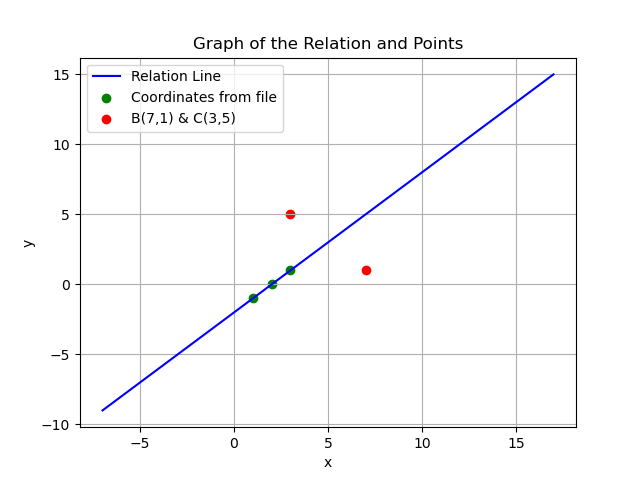 Graph of the Relation and Points
Relation Line
Coordinates from file
B(7,1) & C(3,5)
15
10
5
0
−5
−10
y
−5
0
5
10
15
x